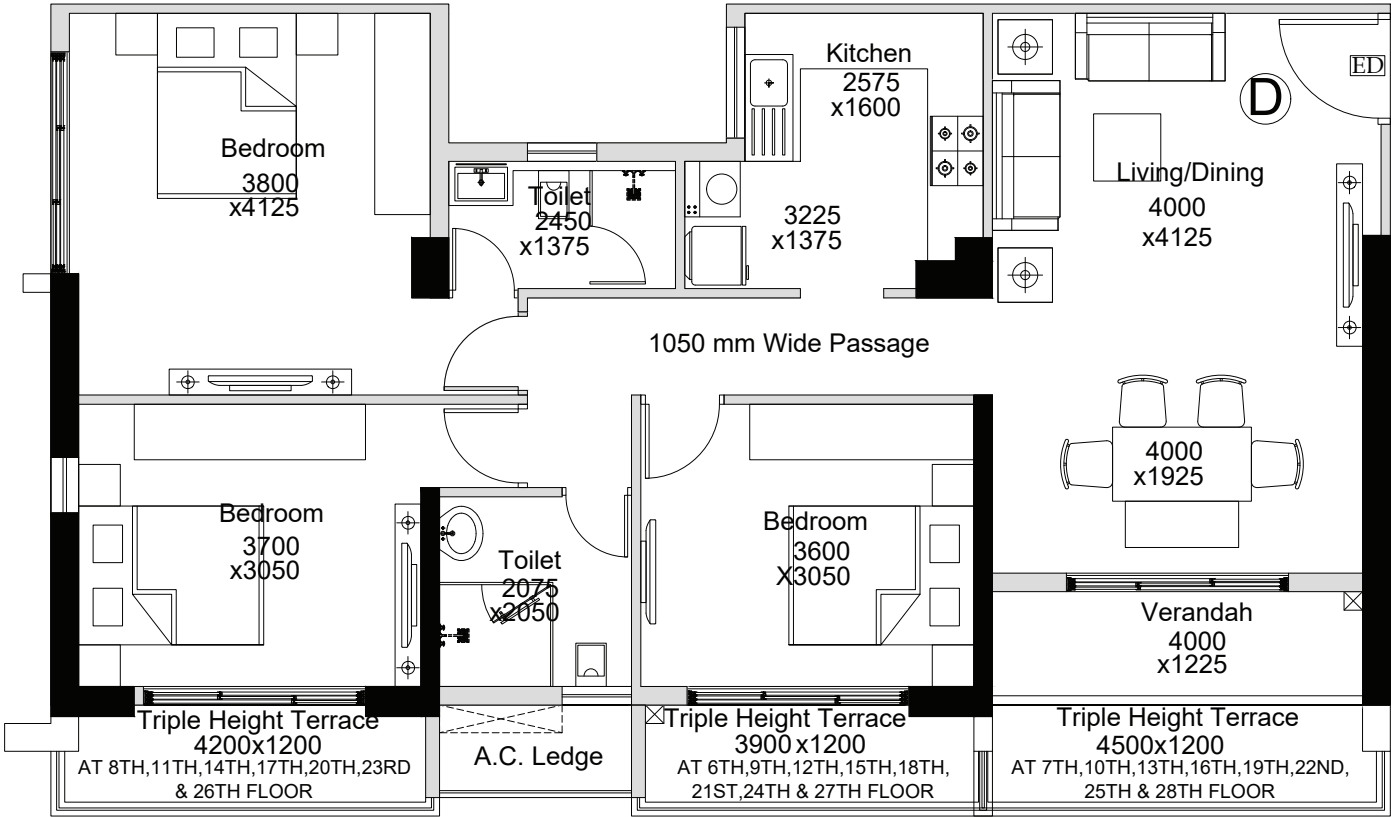 Kitchen
2575
x1600
ED
D
Bedroom
3800
x4125
Toilet
2450
x1375
3225
x1375
Living/Dining
4000
x4125
1050 mm Wide Passage
4000
x1925
Bedroom
3700
x3050
Toilet
2075
x2050
Bedroom
3600
X3050
Verandah
4000
x1225
Triple Height Terrace
4200x1200
AT 8TH,11TH,14TH,17TH,20TH,23RD
& 26TH FLOOR
A.C. Ledge
Triple Height Terrace
3900 x1200
AT 6TH,9TH,12TH,15TH,18TH,
21ST,24TH & 27TH FLOOR
Triple Height Terrace
4500x1200
AT 7TH,10TH,13TH,16TH,19TH,22ND,
25TH & 28TH FLOOR